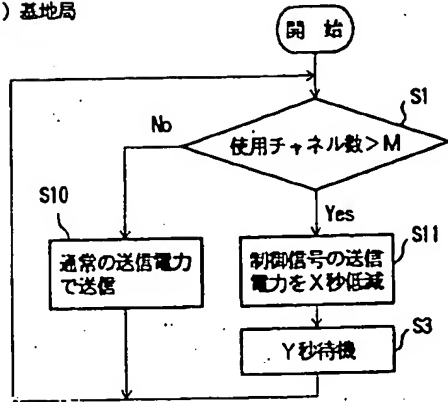 ) 基地局
開 始
S1
使用チャネル数>M
No
Yes
S10
通常の送信電力
で送信
S11
制御信号の送信
電力をX秒低減
S3
Y秒待機